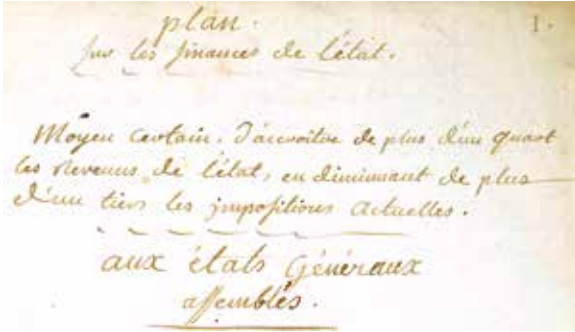 plan.
1.
sur les finances de l'état.
Moyen certain. d'accroitre de plus d'un quart
les Revenus de l'état, en diminuant de plus
d'un tiers les impositions actuelles.
aux états Généraux
assemblés.